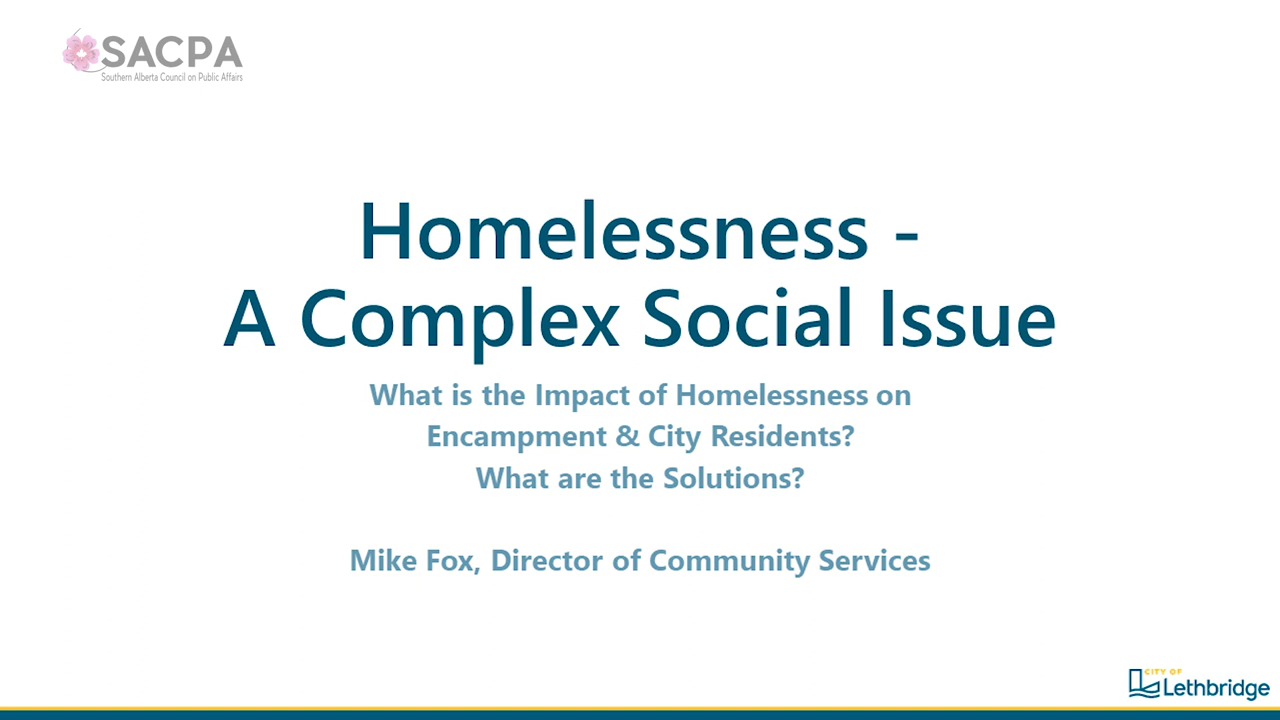 SACPA
Southern Alberta Council on Public Affairs
Homelessness -
A Complex Social Issue
What is the Impact of Homelessness on
Encampment & City Residents?
What are the Solutions?
Mike Fox, Director of Community Services
CITY OF
Lethbridge